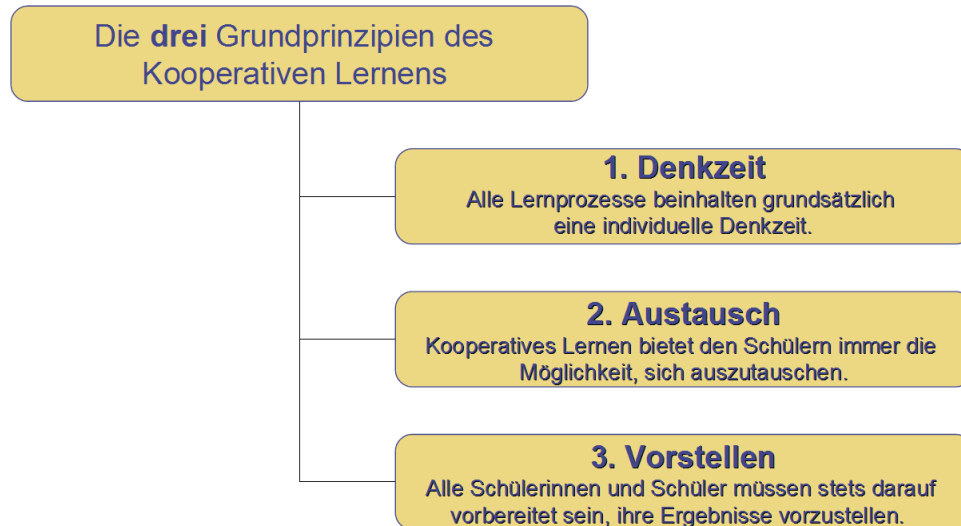 Die drei Grundprinzipien des
Kooperativen Lernens
1. Denkzeit
Alle Lernprozesse beinhalten grundsätzlich
eine individuelle Denkzeit.
2. Austausch
Kooperatives Lernen bietet den Schülern immer die
Möglichkeit, sich auszutauschen.
3. Vorstellen
Alle Schülerinnen und Schüler müssen stets darauf
vorbereitet sein, ihre Ergebnisse vorzustellen.